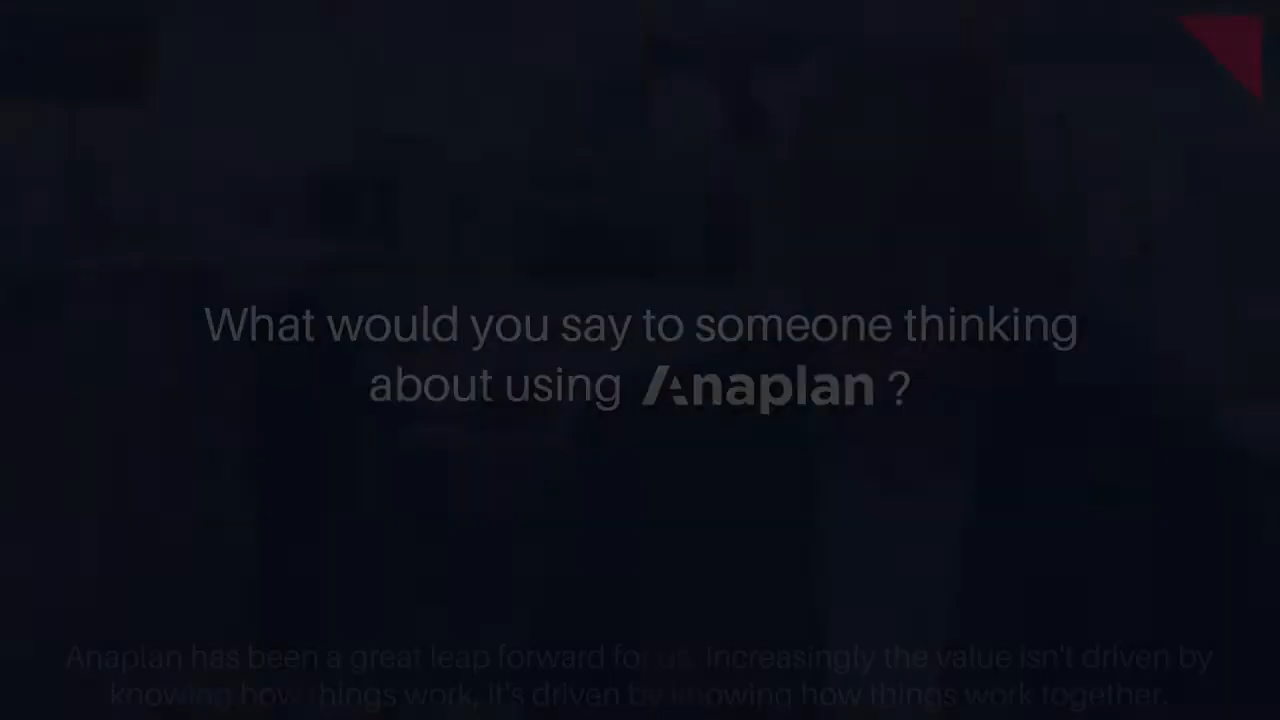 What would you say to someone thinking
about using Anaplan ?
Anaplan has been a great leap forward for us. Increasingly the value isn't driven by
knowing how things work, it's driven by knowing how things work together.